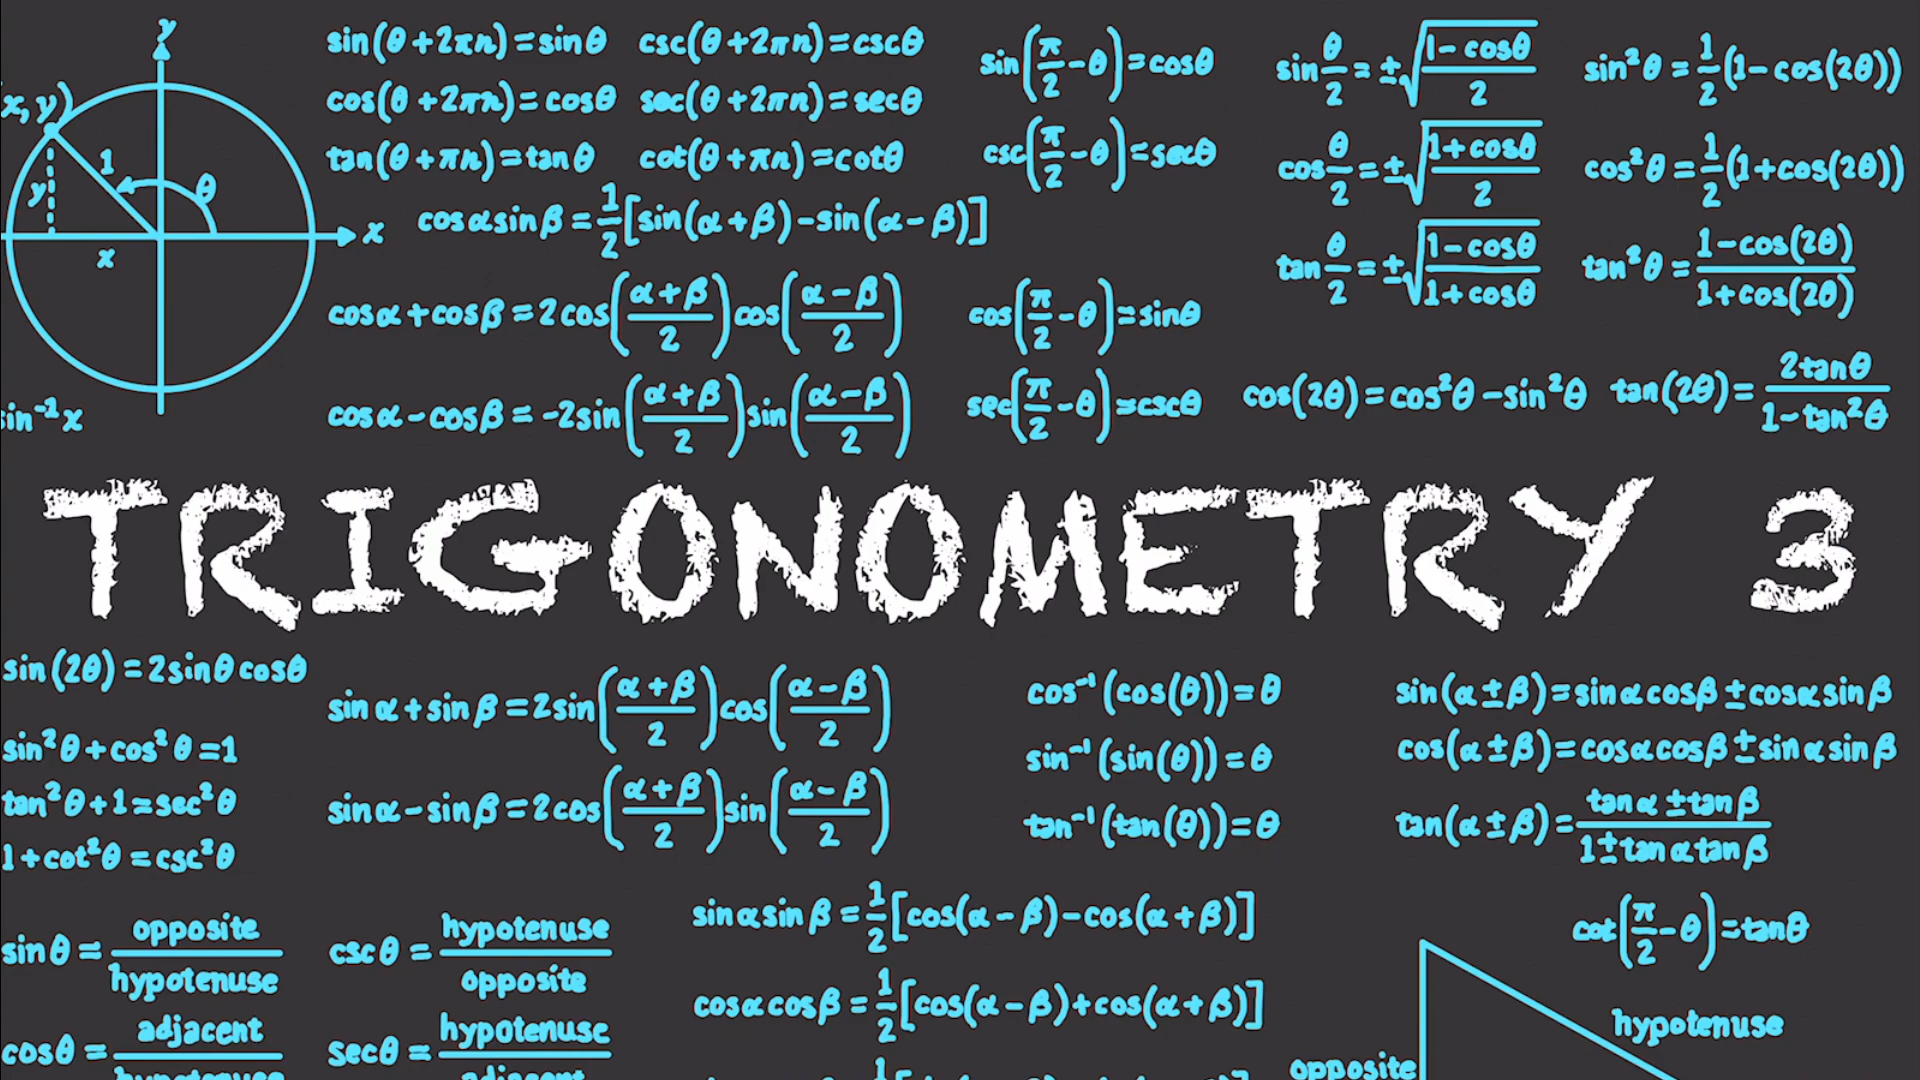 y
(x, y)
1
y
θ
x
x
sin⁻¹x
sin(θ+2πn)=sinθ csc(θ+2πn)=cscθ
cos(θ+2πn)=cosθ sec(θ+2πn)=secθ
tan(θ+πn)=tanθ cot(θ+πn)=cotθ
cosαsinβ=1/2[sin(α+β)-sin(α-β)]
cosα+cosβ=2cos((α+β)/2)cos((α-β)/2)
cosα-cosβ=-2sin((α+β)/2)sin((α-β)/2)
sin(π/2-θ)=cosθ
csc(π/2-θ)=secθ
cos(π/2-θ)=sinθ
sec(π/2-θ)=cscθ
sin θ/2=±√((1-cosθ)/2)
cos θ/2=±√((1+cosθ)/2)
tan θ/2=±√((1-cosθ)/(1+cosθ))
sin²θ=1/2(1-cos(2θ))
cos²θ=1/2(1+cos(2θ))
tan²θ=(1-cos(2θ))/(1+cos(2θ))
cos(2θ)=cos²θ-sin²θ tan(2θ)=2tanθ/(1-tan²θ)
TRIGONOMETRY 3
sin(2θ)=2sinθcosθ
sin²θ+cos²θ=1
tan²θ+1=sec²θ
1+cot²θ=csc²θ
sinα+sinβ=2sin((α+β)/2)cos((α-β)/2)
sinα-sinβ=2cos((α+β)/2)sin((α-β)/2)
cos⁻¹(cos(θ))=θ
sin⁻¹(sin(θ))=θ
tan⁻¹(tan(θ))=θ
sin(α±β)=sinαcosβ±cosαsinβ
cos(α±β)=cosαcosβ±sinαsinβ
tan(α±β)=(tanα±tanβ)/(1±tanαtanβ)
cot(π/2-θ)=tanθ
sinθ=opposite/hypotenuse cscθ=hypotenuse/opposite
cosθ=adjacent/hypotenuse secθ=hypotenuse/adjacent
sinαsinβ=1/2[cos(α-β)-cos(α+β)]
cosαcosβ=1/2[cos(α-β)+cos(α+β)]
hypotenuse
opposite